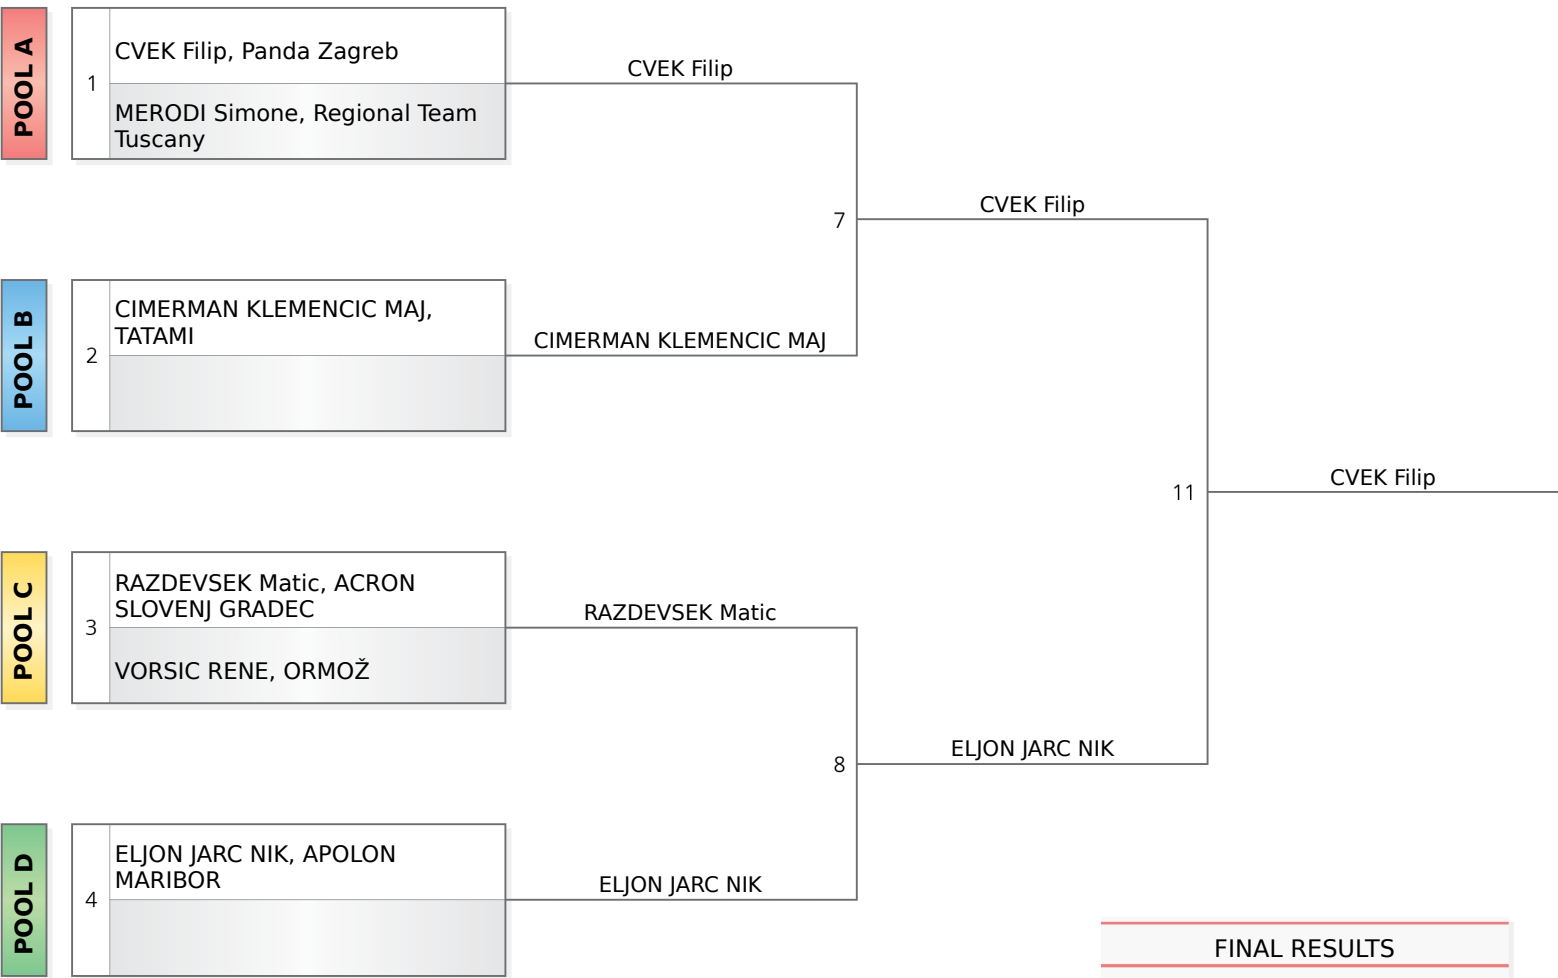 POOL A
1
CVEK Filip, Panda Zagreb
MERODI Simone, Regional Team
Tuscany
CVEK Filip
7
CVEK Filip
POOL B
2
CIMERMAN KLEMENCIC MAJ,
TATAMI
CIMERMAN KLEMENCIC MAJ
11
CVEK Filip
POOL C
3
RAZDEVSEK Matic, ACRON
SLOVENJ GRADEC
VORSIC RENE, ORMOŽ
RAZDEVSEK Matic
8
ELJON JARC NIK
POOL D
4
ELJON JARC NIK, APOLON
MARIBOR
ELJON JARC NIK
FINAL RESULTS